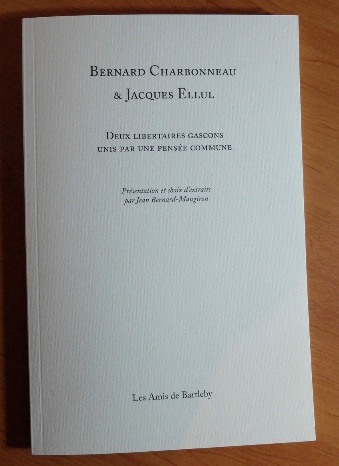 BERNARD CHARBONNEAU
& JACQUES ELLUL
DEUX LIBERTAIRES GASCONS
UNIS PAR UNE PENSÉE COMMUNE
Présentation et choix d'extraits
par Jean Bernard-Maugiron
Les Amis de Bartleby